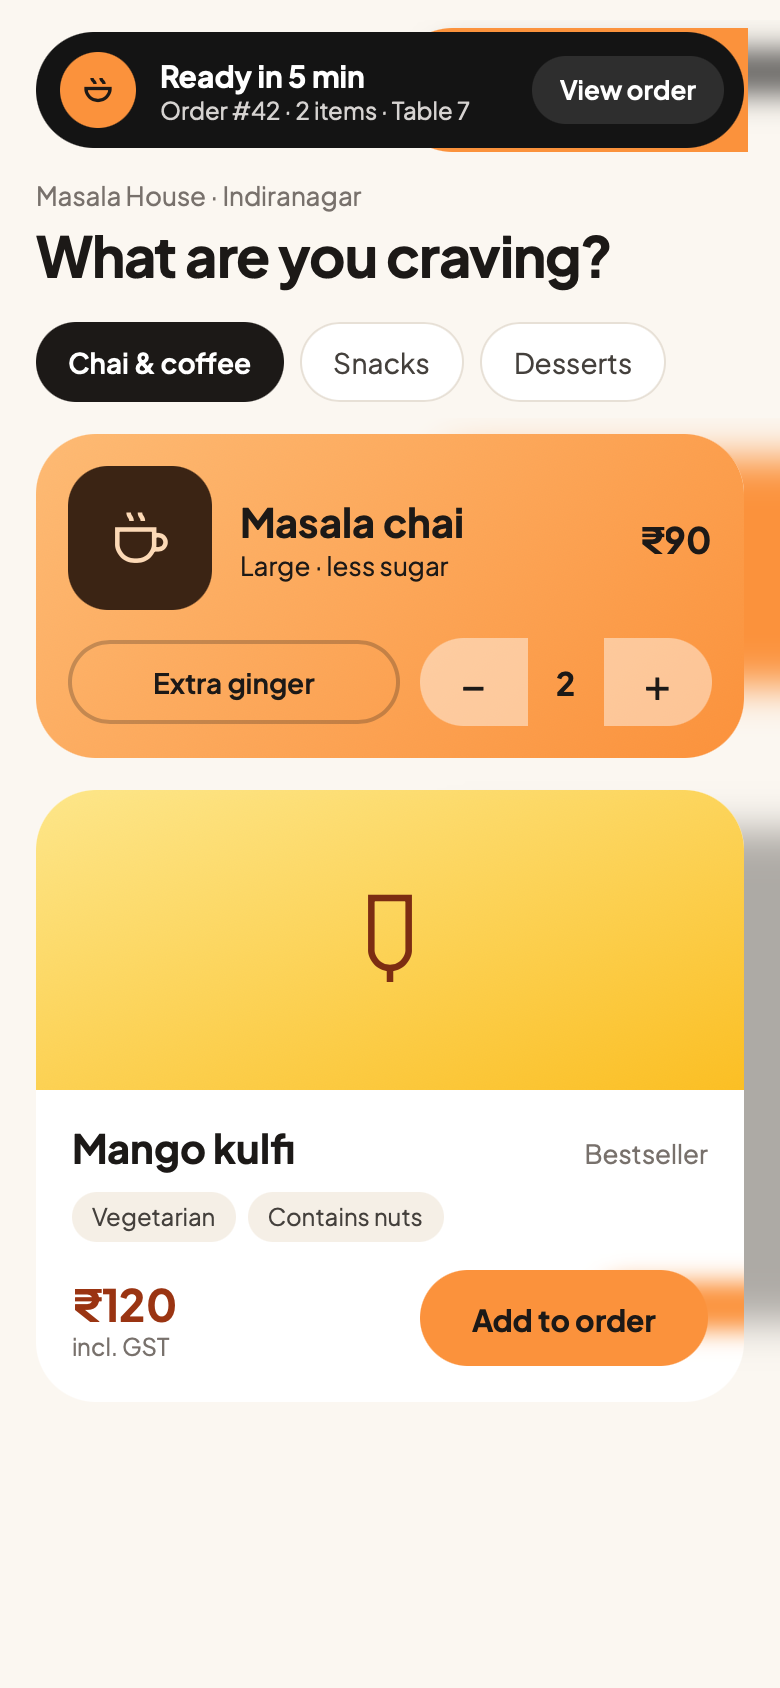 Ready in 5 min
Order #42 · 2 items · Table 7
View order
Masala House · Indiranagar
What are you craving?
Chai & coffee
Snacks
Desserts
Masala chai
Large · less sugar
₹90
Extra ginger
– 2 +
Mango kulfi
Bestseller
Vegetarian
Contains nuts
₹120
incl. GST
Add to order